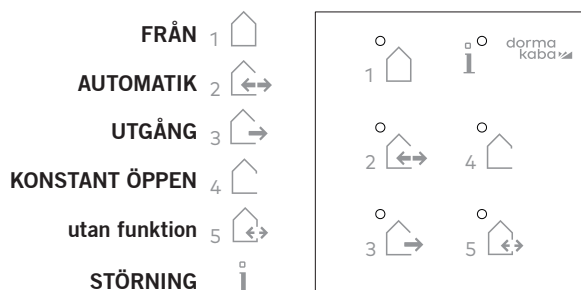 FRÅN 1
AUTOMATIK 2
UTGÅNG 3
KONSTANT ÖPPEN 4
utan funktion 5
STÖRNING i
1 i dorma
kaba
2 4
3 5